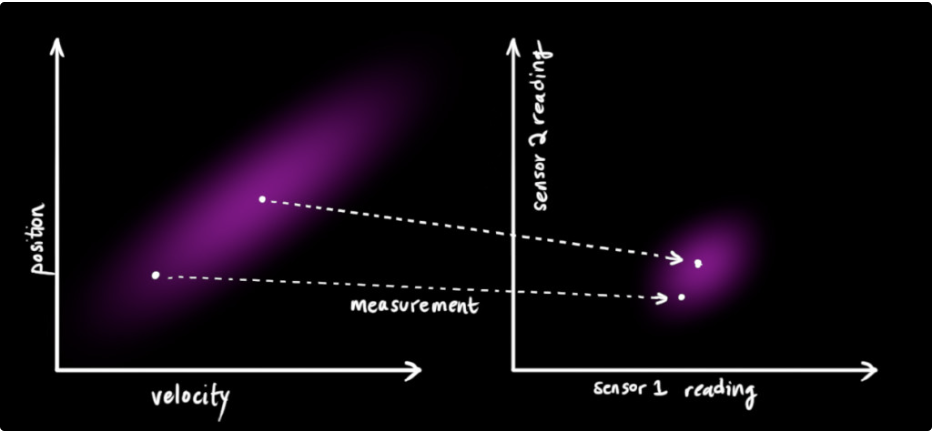 position
velocity
measurement
sensor 2 reading
sensor 1 reading